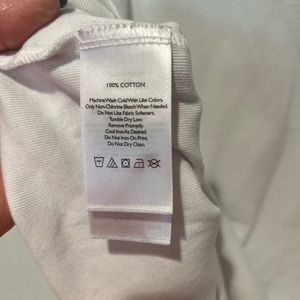 100% COTTON
Machine Wash Cold With Like Colors.
Only Non-Chlorine Bleach When Needed.
Do Not Use Fabric Softeners.
Tumble Dry Low.
Remove Promptly.
Cool Iron As Desired.
Do Not Iron On Print.
Do Not Dry Clean.